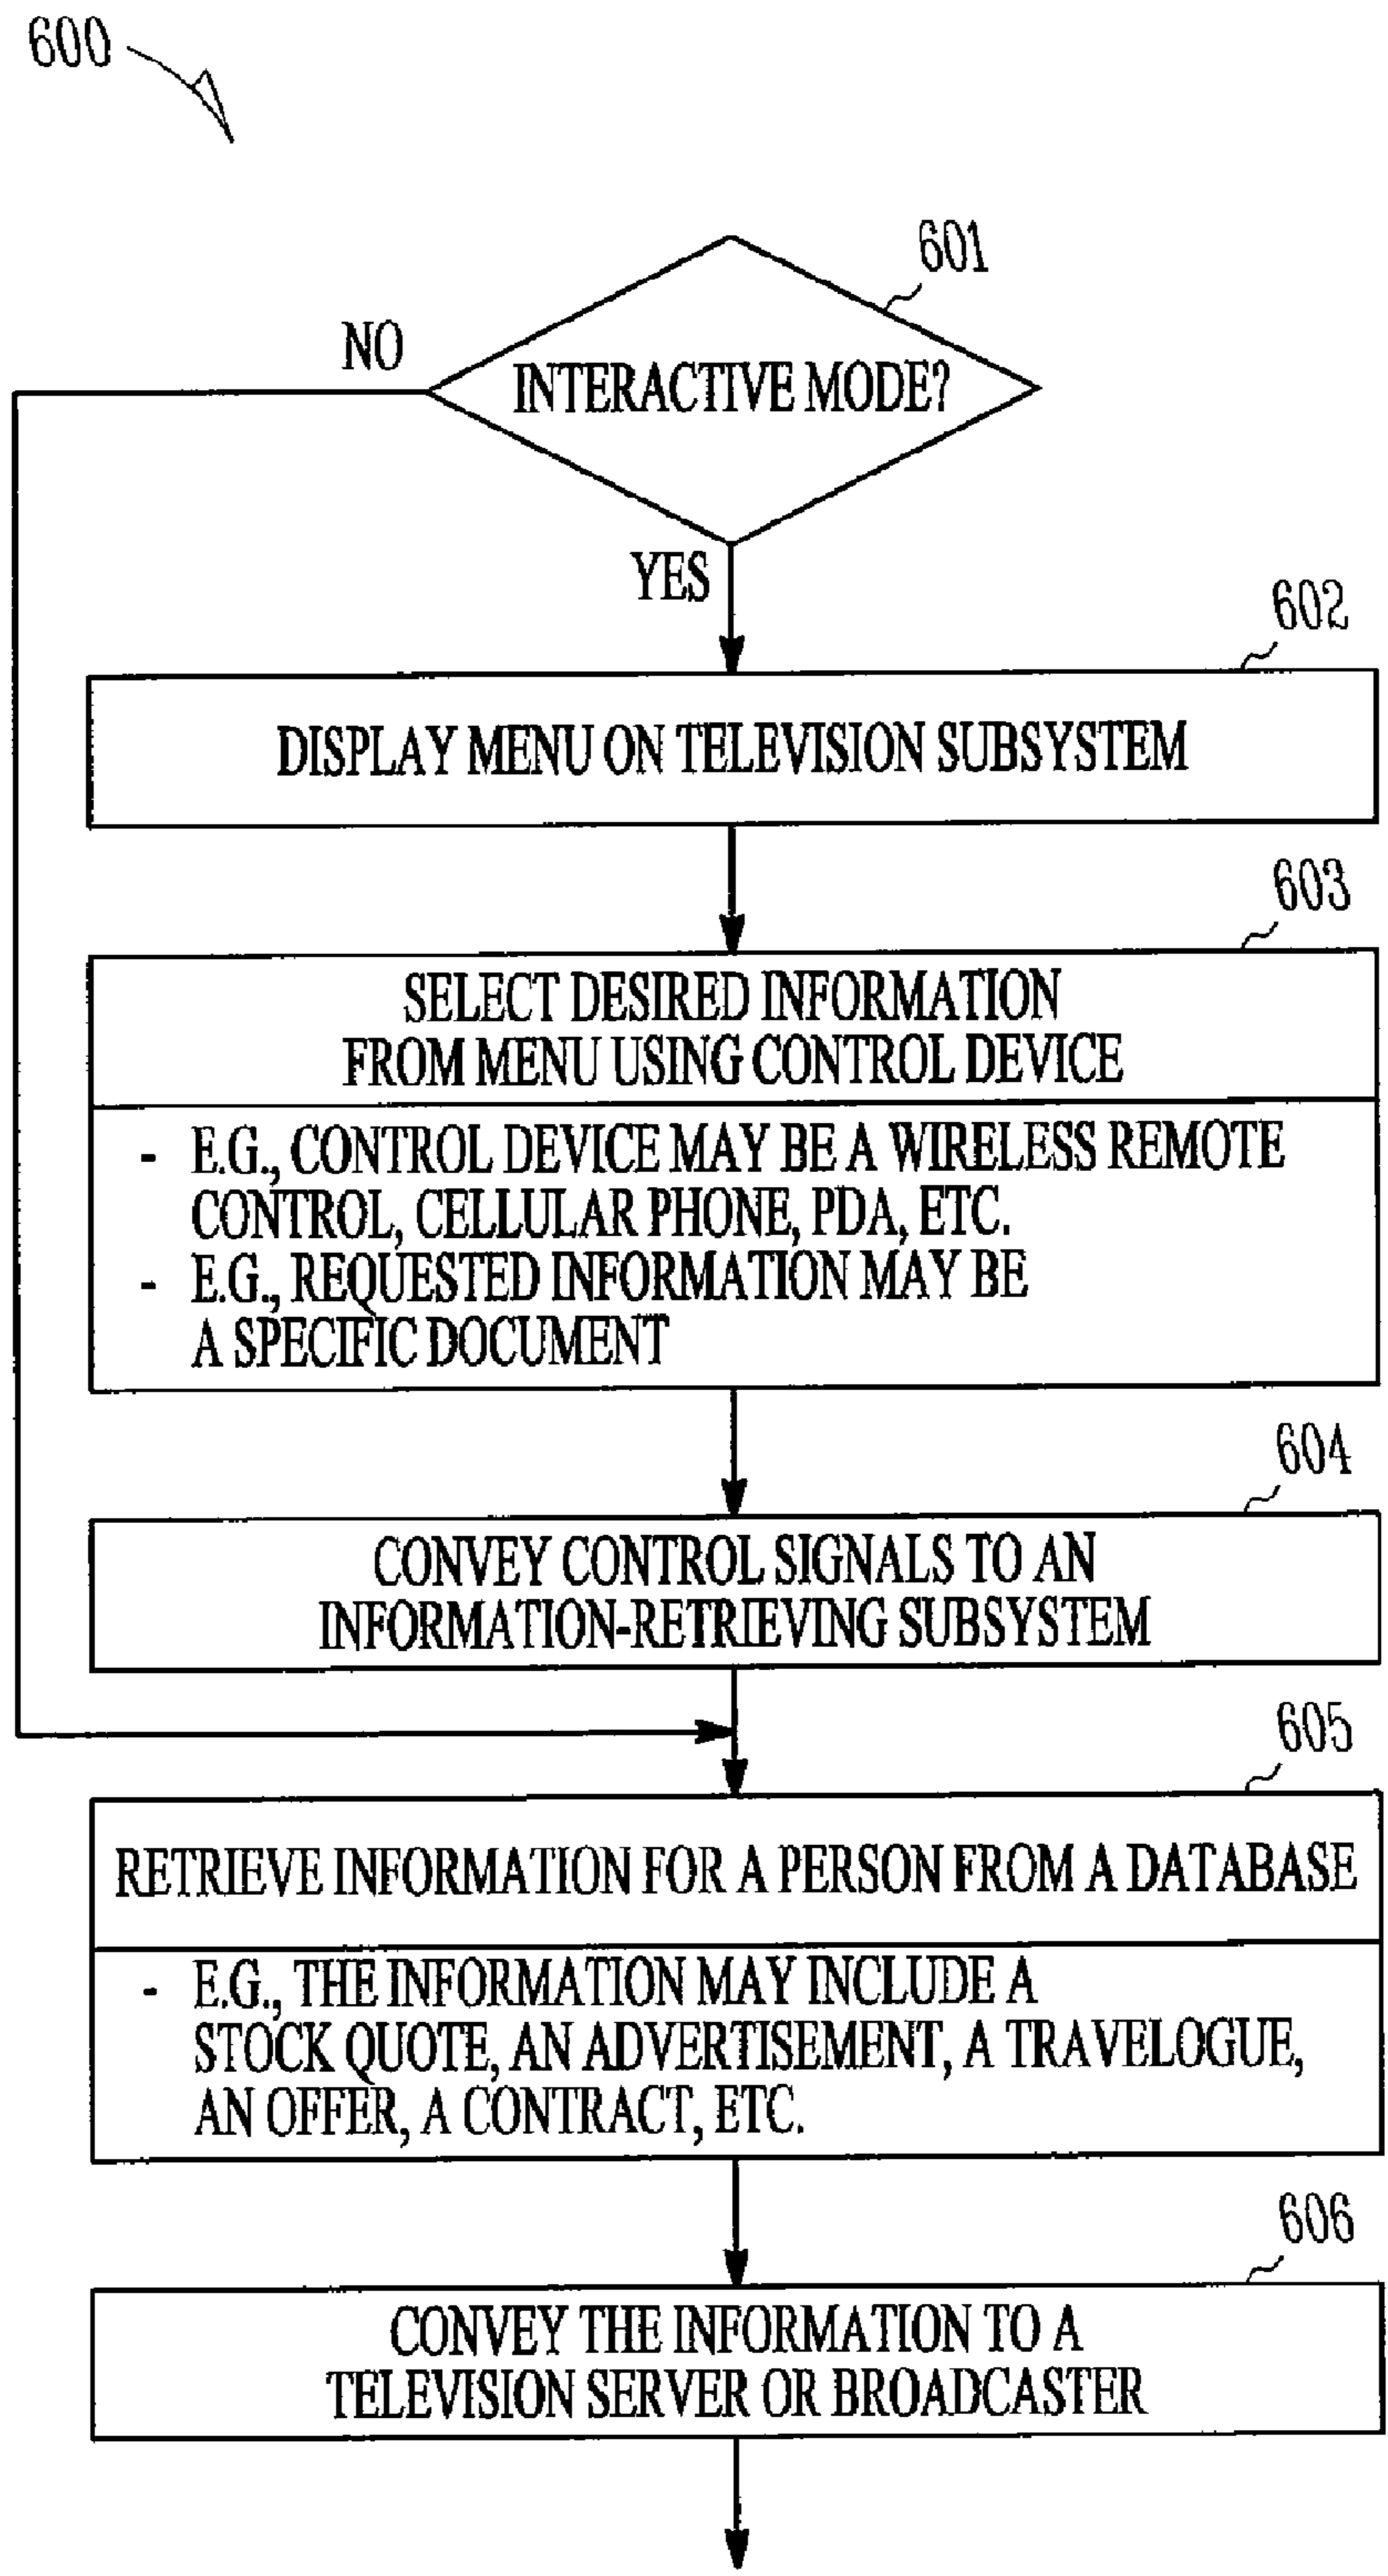 600
601
NO
INTERACTIVE MODE?
YES
602
DISPLAY MENU ON TELEVISION SUBSYSTEM
603
SELECT DESIRED INFORMATION
FROM MENU USING CONTROL DEVICE
- E.G., CONTROL DEVICE MAY BE A WIRELESS REMOTE
CONTROL, CELLULAR PHONE, PDA, ETC.
- E.G., REQUESTED INFORMATION MAY BE
A SPECIFIC DOCUMENT
604
CONVEY CONTROL SIGNALS TO AN
INFORMATION-RETRIEVING SUBSYSTEM
605
RETRIEVE INFORMATION FOR A PERSON FROM A DATABASE
- E.G., THE INFORMATION MAY INCLUDE A
STOCK QUOTE, AN ADVERTISEMENT, A TRAVELOGUE,
AN OFFER, A CONTRACT, ETC.
606
CONVEY THE INFORMATION TO A
TELEVISION SERVER OR BROADCASTER